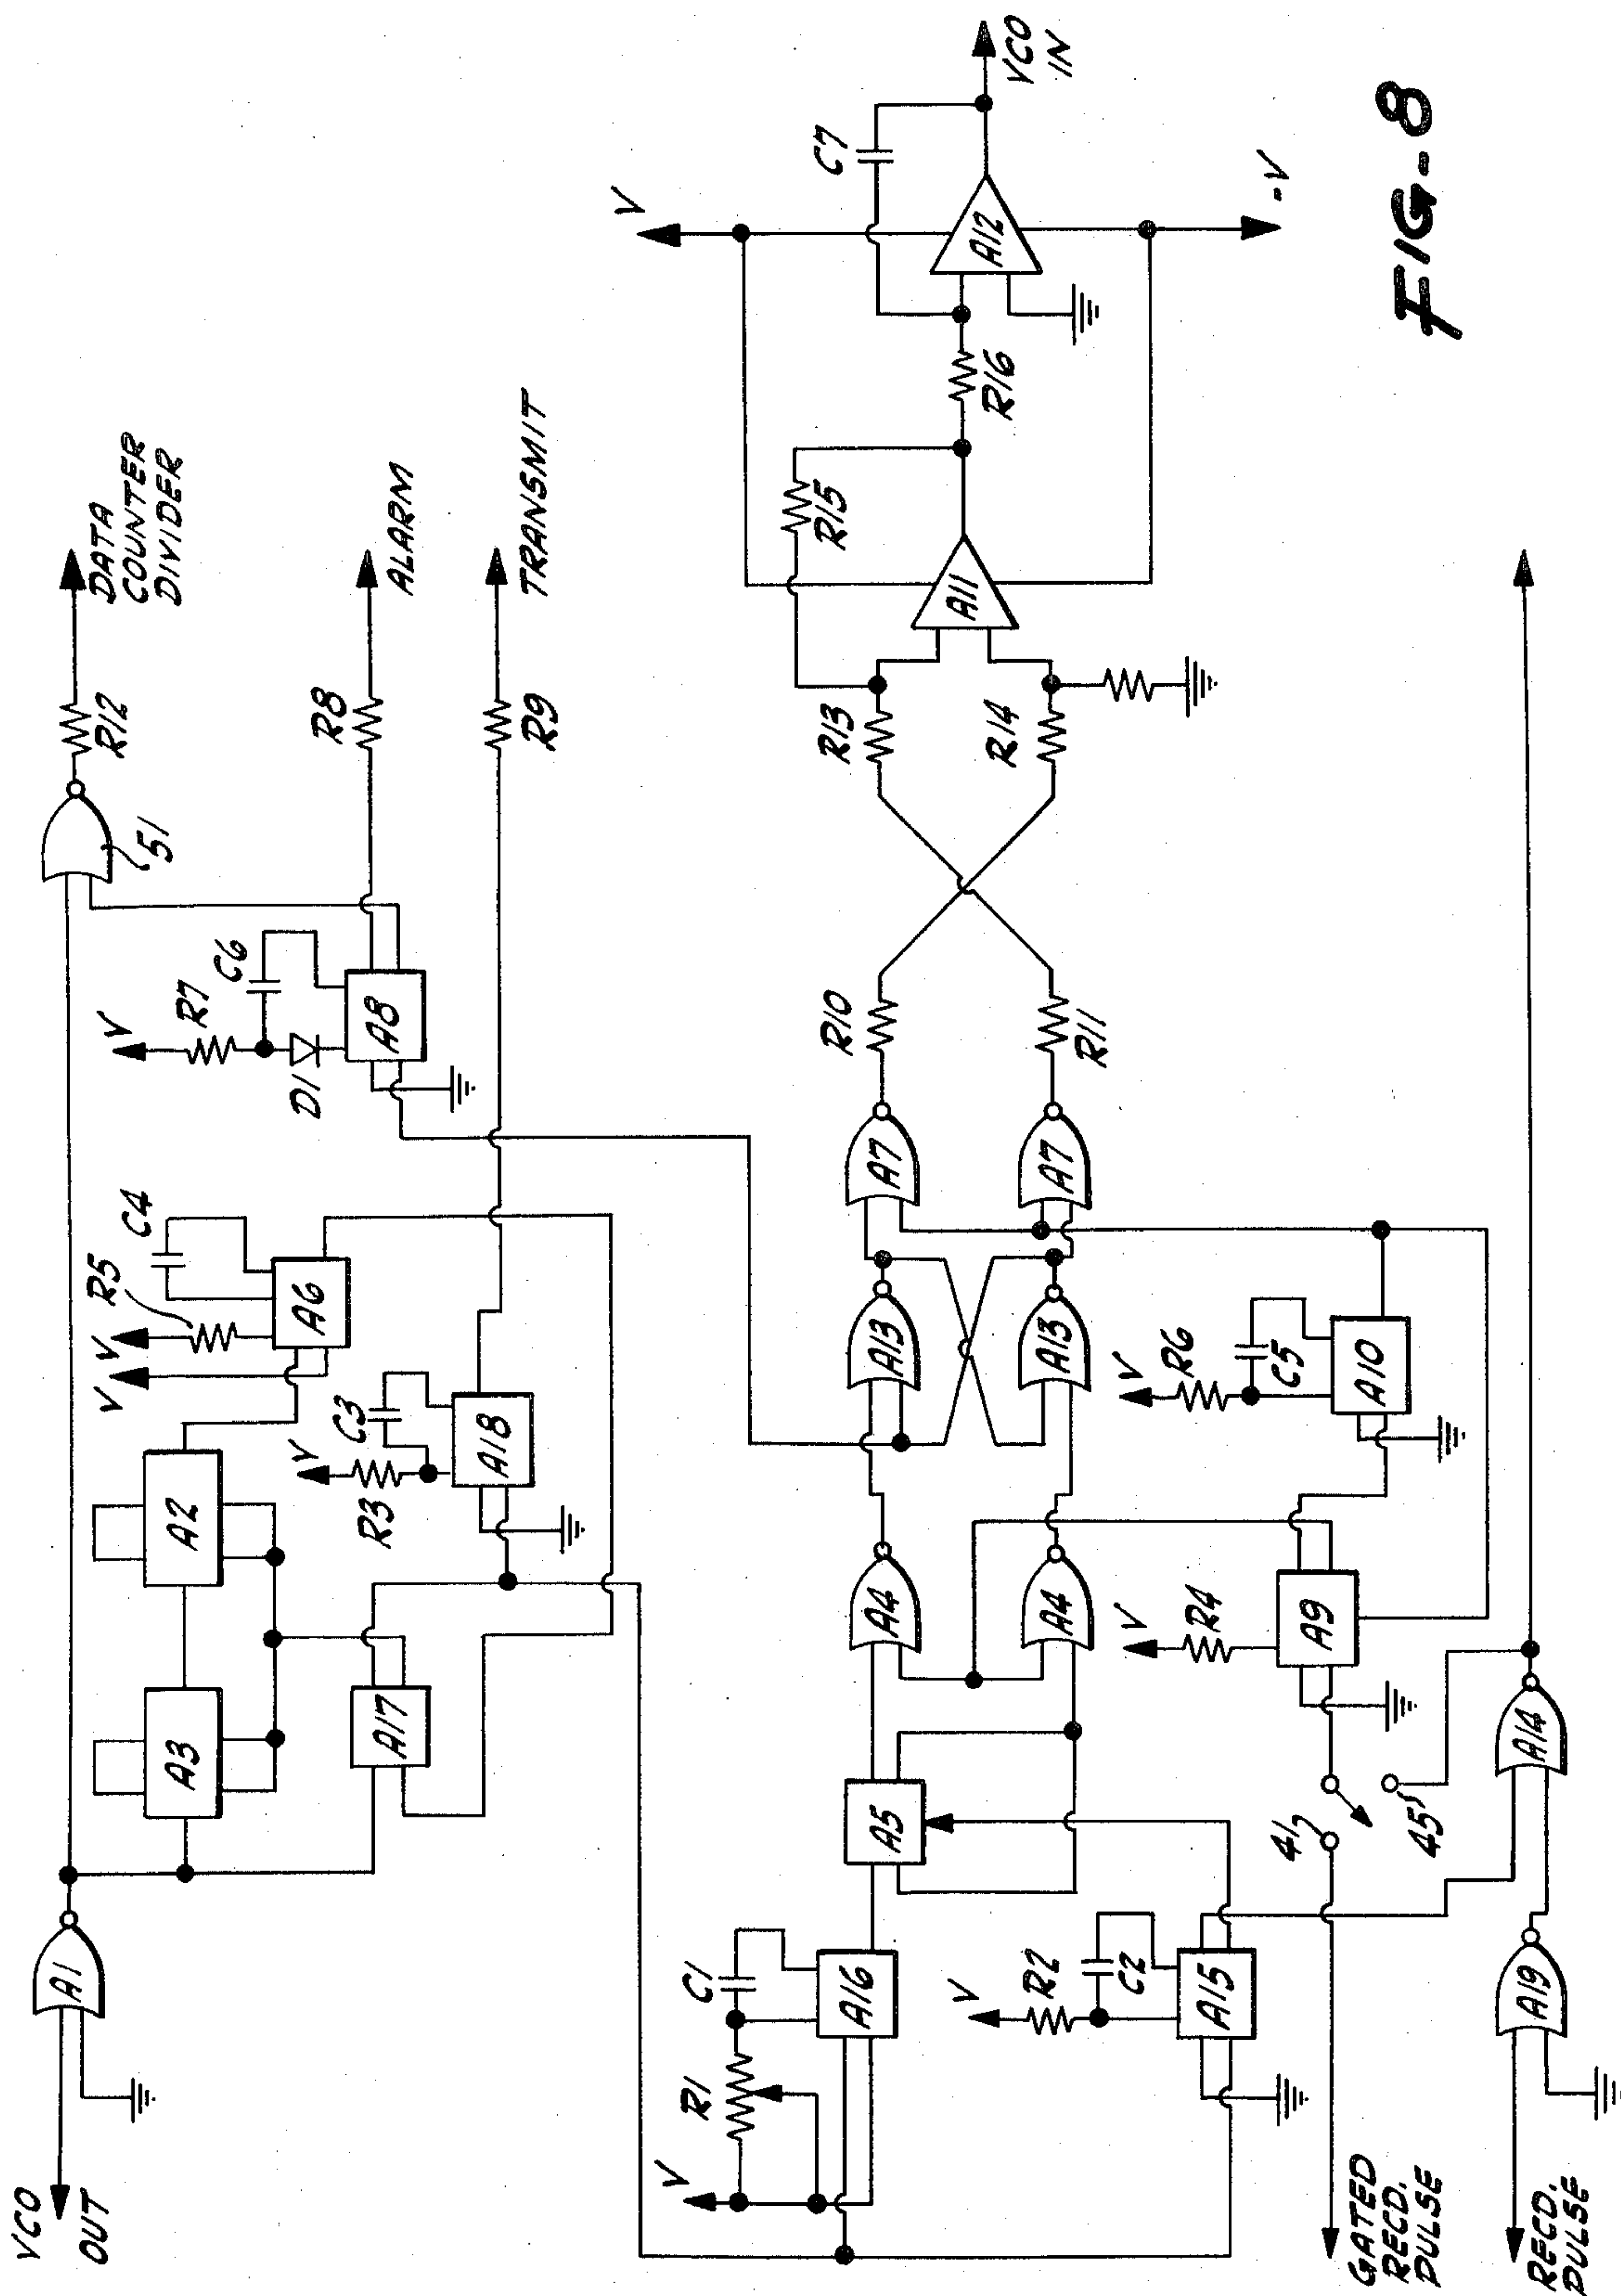 VCO
OUT
A1
A3
A2
A17
V
V
R5
C4
A6
V
R3
C3
A18
V
R7
C6
D1
A8
51
R12
DATA
COUNTER
DIVIDER
R8
ALARM
R9
TRANSMIT
V
R1
C1
A16
A5
A4
A4
A13
A13
A7
A7
R10
R11
R13
R14
A11
R15
R16
A12
C7
V
-V
VCO
IN
V
R2
C2
A15
V
R4
A9
V
R6
C5
A10
41
45'
GATED
RECD.
PULSE
RECD.
PULSE
A19
A14
FIG-8